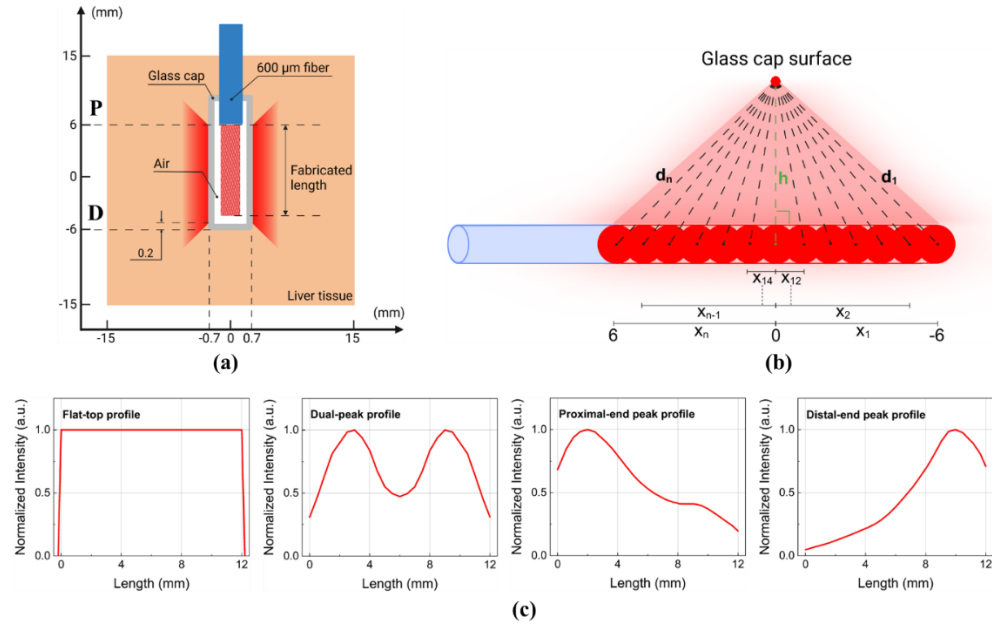 (mm)
15
P
6
0
D
-6
0.2
-15
Glass cap
600 μm fiber
Air
Fabricated
length
Liver tissue
(mm)
-15
-0.7
0
0.7
15
(a)
Glass cap surface
dn
h
d1
x14
x12
xn-1
x2
6
xn
0
x1
-6
(b)
Normalized Intensity (a.u.)
1.0
0.5
0.0
Flat-top profile
0
4
8
12
Length (mm)
Normalized Intensity (a.u.)
1.0
0.5
0.0
Dual-peak profile
0
4
8
12
Length (mm)
Normalized Intensity (a.u.)
1.0
0.5
0.0
Proximal-end peak profile
0
4
8
12
Length (mm)
Normalized Intensity (a.u.)
1.0
0.5
0.0
Distal-end peak profile
0
4
8
12
Length (mm)
(c)